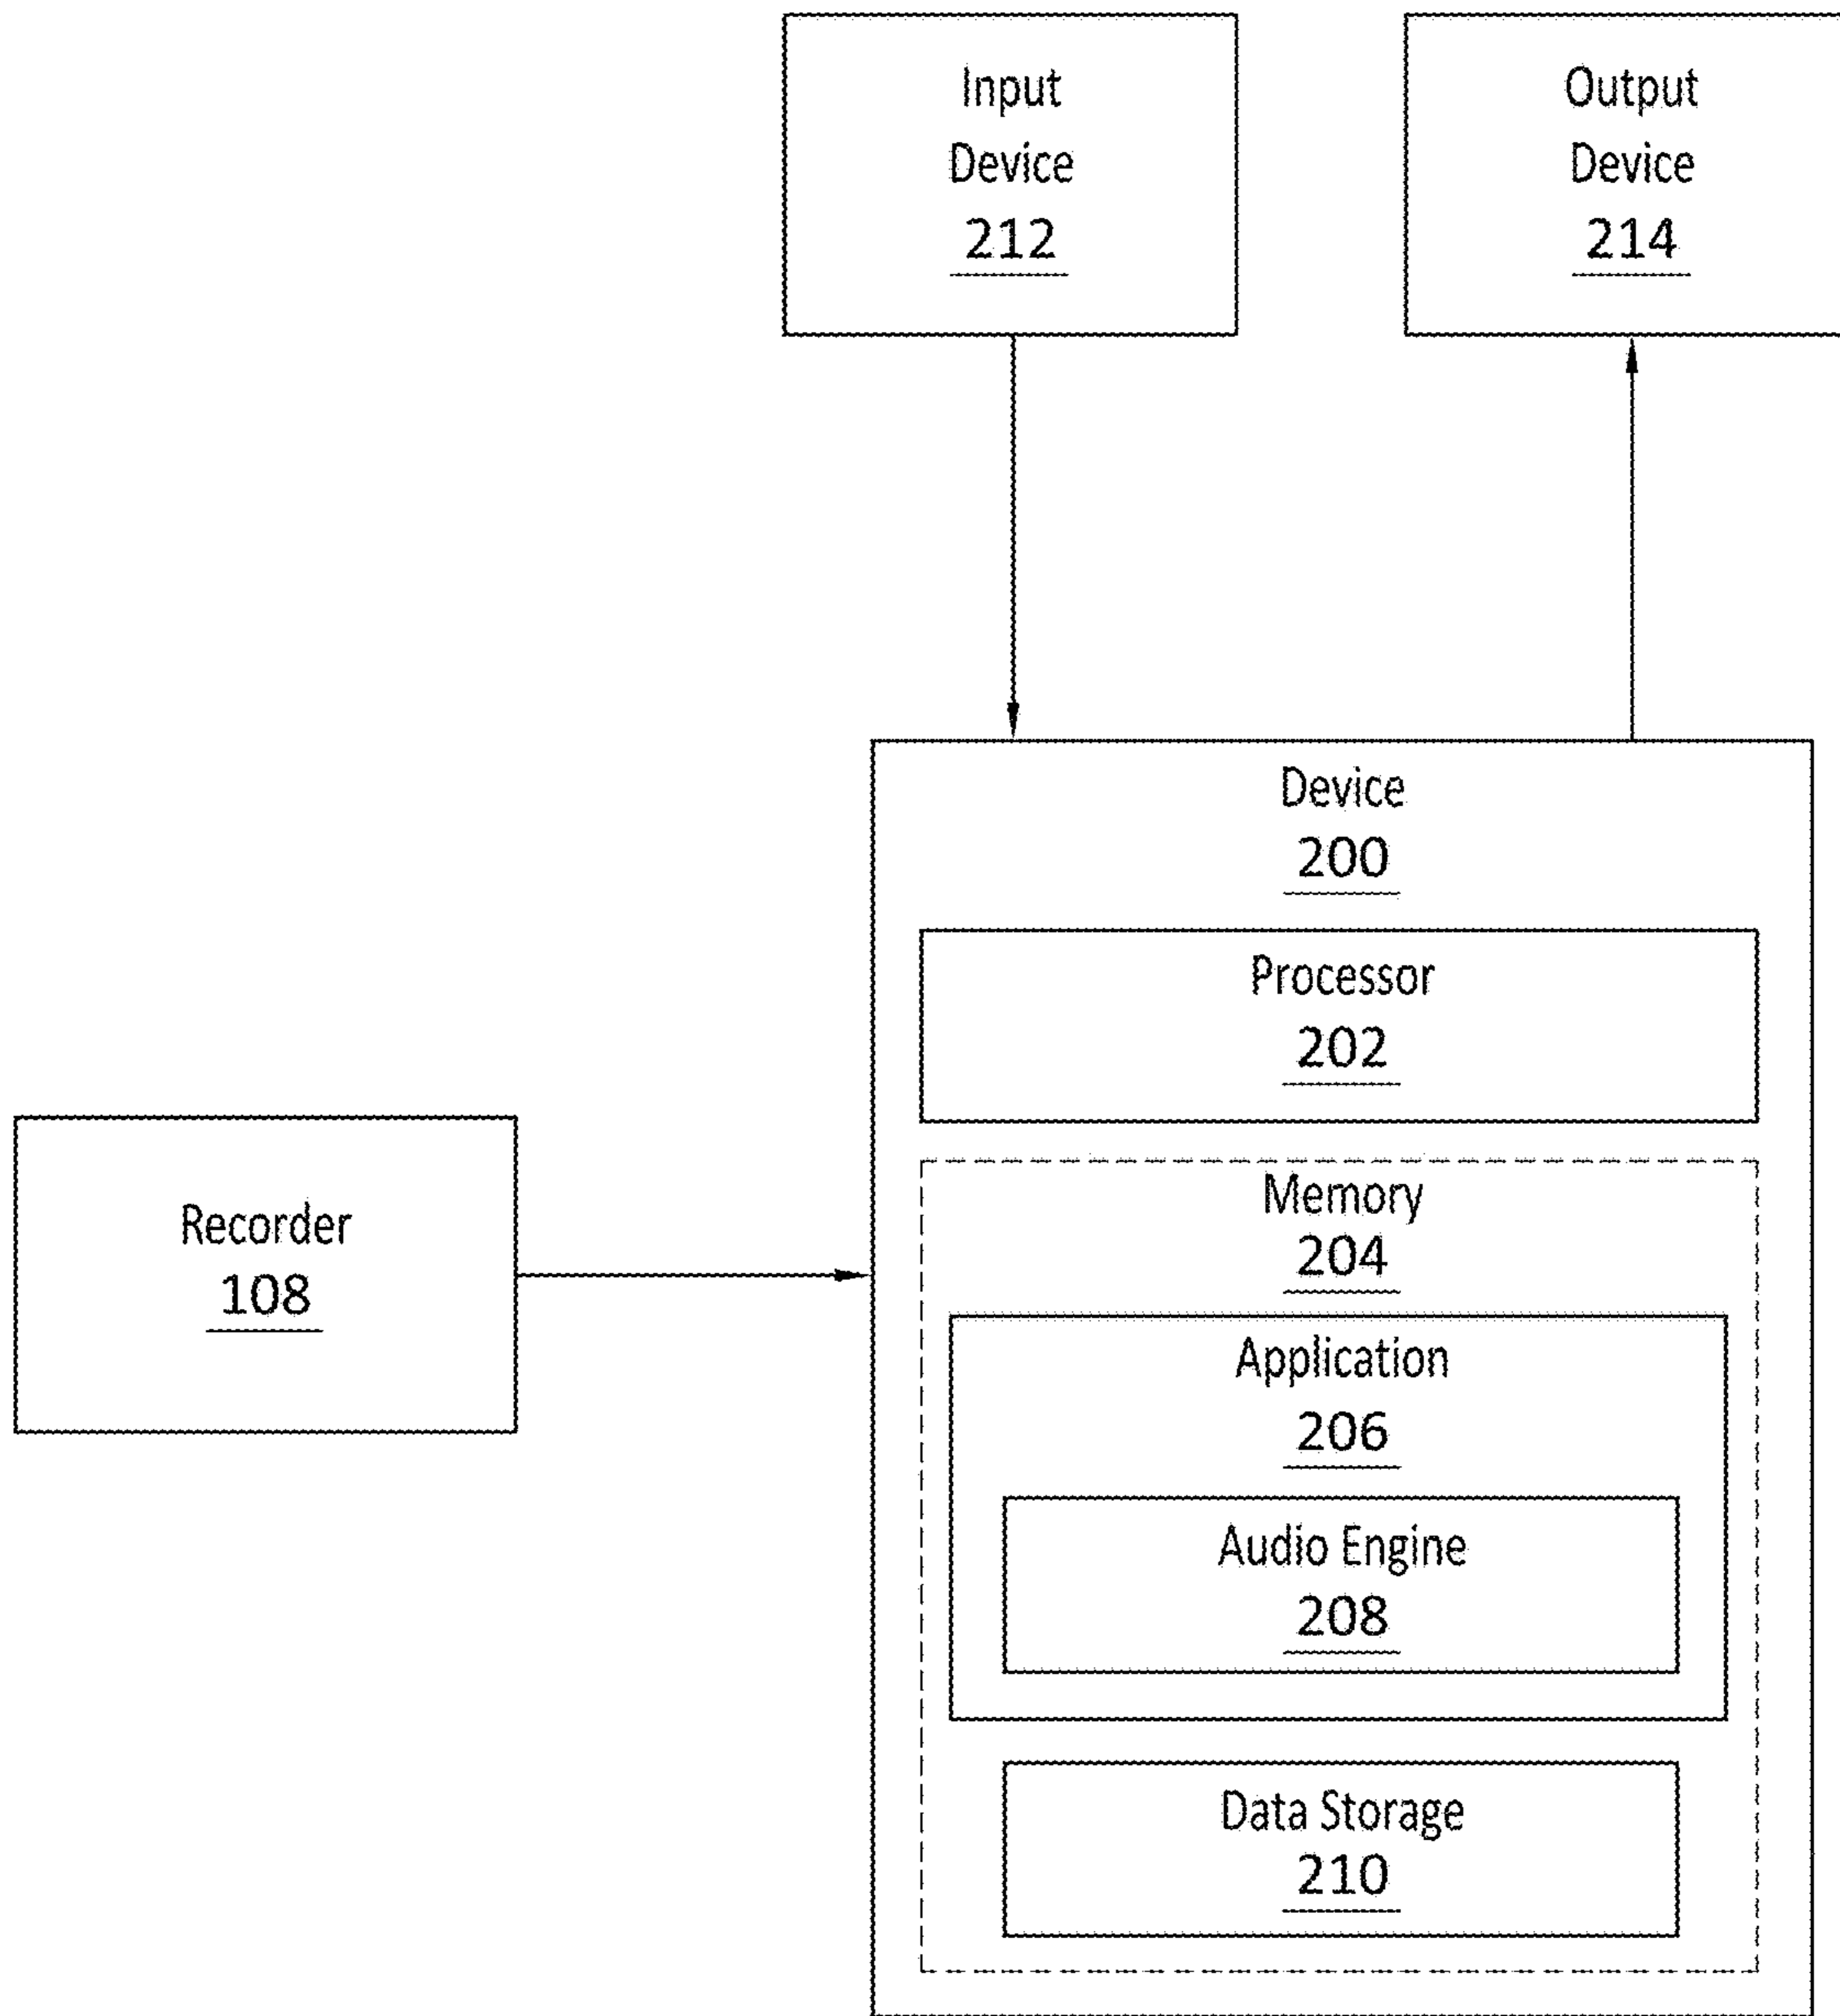 Input
Device
212
Output
Device
214
Device
200
Processor
202
Recorder
108
Memory
204
Application
206
Audio Engine
208
Data Storage
210